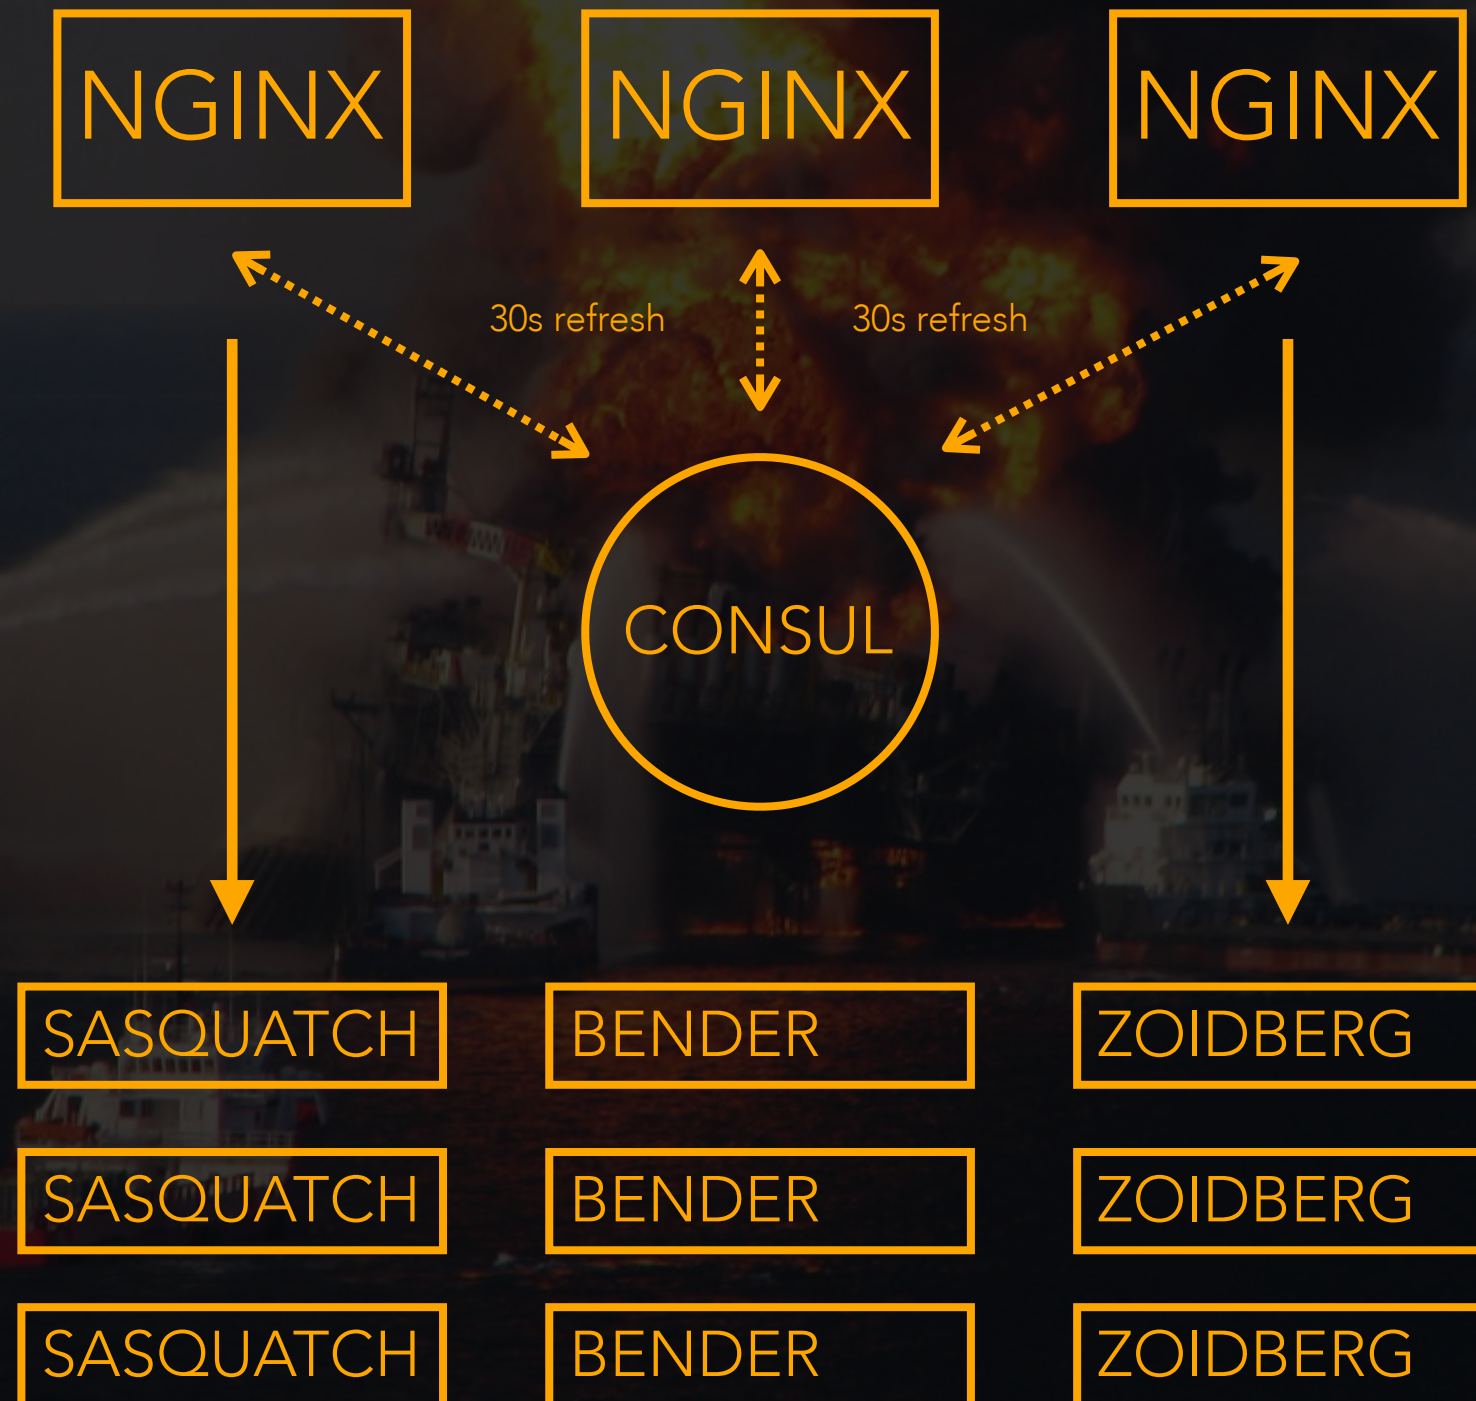 NGINX NGINX NGINX
30s refresh 30s refresh
CONSUL
SASQUATCH BENDER ZOIDBERG
SASQUATCH BENDER ZOIDBERG
SASQUATCH BENDER ZOIDBERG